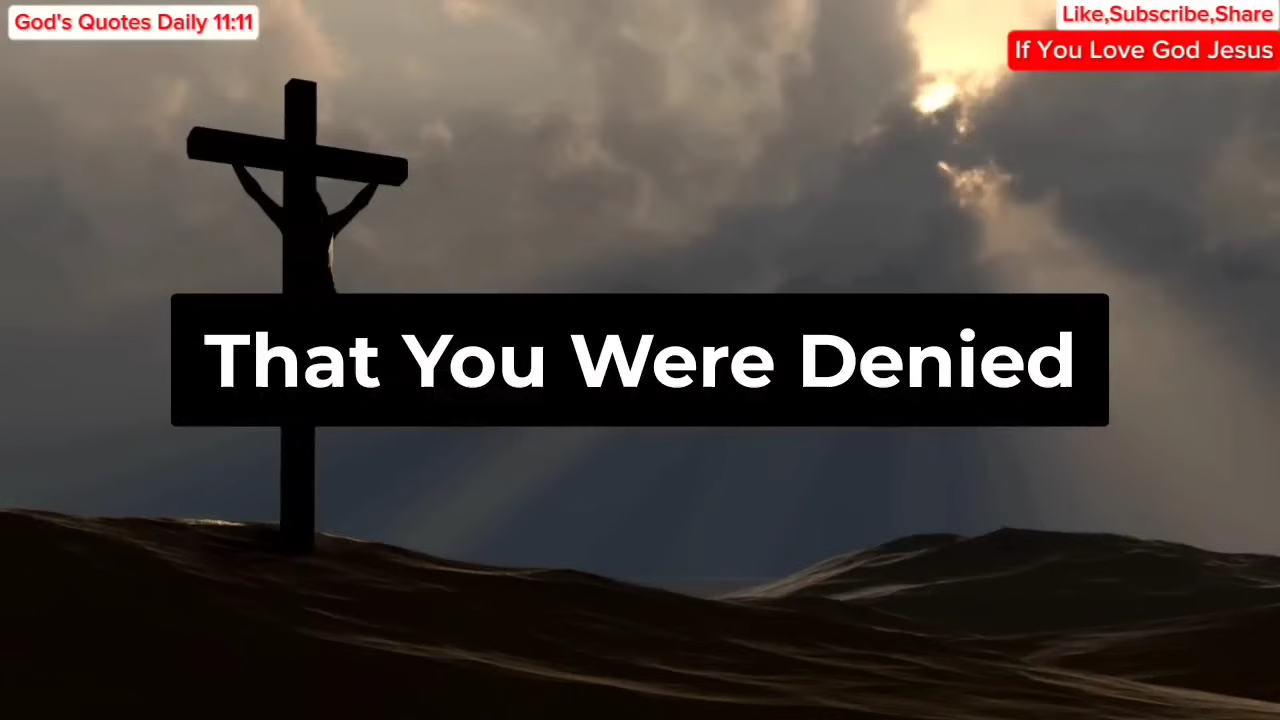 God's Quotes Daily 11:11
Like,Subscribe,Share
If You Love God Jesus
That You Were Denied